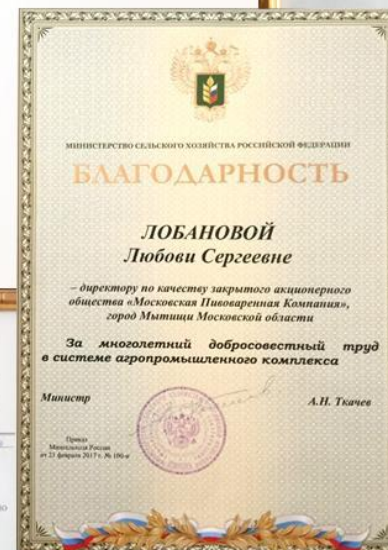 МИНИСТЕРСТВО СЕЛЬСКОГО ХОЗЯЙСТВА РОССИЙСКОЙ ФЕДЕРАЦИИ
БЛАГОДАРНОСТЬ
ЛОБАНОВОЙ
Любови Сергеевне
– директору по качеству закрытого акционерного
общества «Московская Пивоваренная Компания»,
город Мытищи Московской области
За многолетний добросовестный труд
в системе агропромышленного комплекса
Министр А.Н. Ткачев
Приказ
Минсельхоза России
от 21 февраля 2017 г. № 100-н